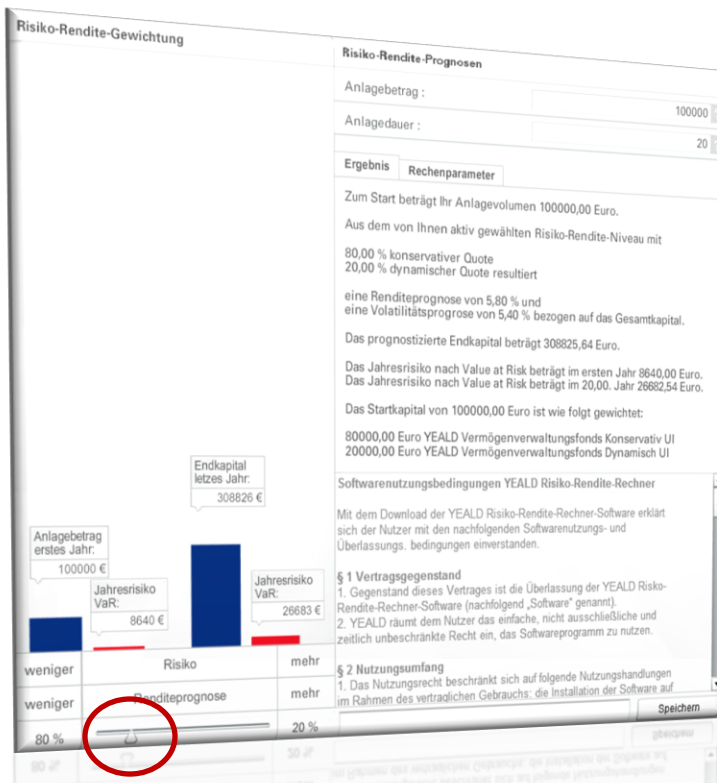 Risiko-Rendite-Gewichtung
Endkapital
letzes Jahr:
308826 €
Anlagebetrag
erstes Jahr:
100000 €
Jahresrisiko
VaR:
8640 €
Jahresrisiko
VaR:
26683 €
weniger Risiko mehr
weniger Renditeprognose mehr
80 % 20 %
Risiko-Rendite-Prognosen
Anlagebetrag : 100000
Anlagedauer : 20
Ergebnis Rechenparameter
Zum Start beträgt Ihr Anlagevolumen 100000,00 Euro.
Aus dem von Ihnen aktiv gewählten Risiko-Rendite-Niveau mit
80,00 % konservativer Quote
20,00 % dynamischer Quote resultiert
eine Renditeprognose von 5,80 % und
eine Volatilitätsprogrose von 5,40 % bezogen auf das Gesamtkapital.
Das prognostizierte Endkapital beträgt 308825,64 Euro.
Das Jahresrisiko nach Value at Risk beträgt im ersten Jahr 8640,00 Euro.
Das Jahresrisiko nach Value at Risk beträgt im 20,00. Jahr 26682,54 Euro.
Das Startkapital von 100000,00 Euro ist wie folgt gewichtet:
80000,00 Euro YEALD Vermögenverwaltungsfonds Konservativ UI
20000,00 Euro YEALD Vermögenverwaltungsfonds Dynamisch UI
Softwarenutzungsbedingungen YEALD Risiko-Rendite-Rechner
Mit dem Download der YEALD Risiko-Rendite-Rechner-Software erklärt
sich der Nutzer mit den nachfolgenden Softwarenutzungs- und
Überlassungs. bedingungen einverstanden.
§ 1 Vertragsgegenstand
1. Gegenstand dieses Vertrages ist die Überlassung der YEALD Risko-
Rendite-Rechner-Software (nachfolgend „Software" genannt).
2. YEALD räumt dem Nutzer das einfache, nicht ausschließliche und
zeitlich unbeschränkte Recht ein, das Softwareprogramm zu nutzen.
§ 2 Nutzungsumfang
1. Das Nutzungsrecht beschränkt sich auf folgende Nutzungshandlungen
im Rahmen des vertraglichen Gebrauchs: die Installation der Software auf
Speichern